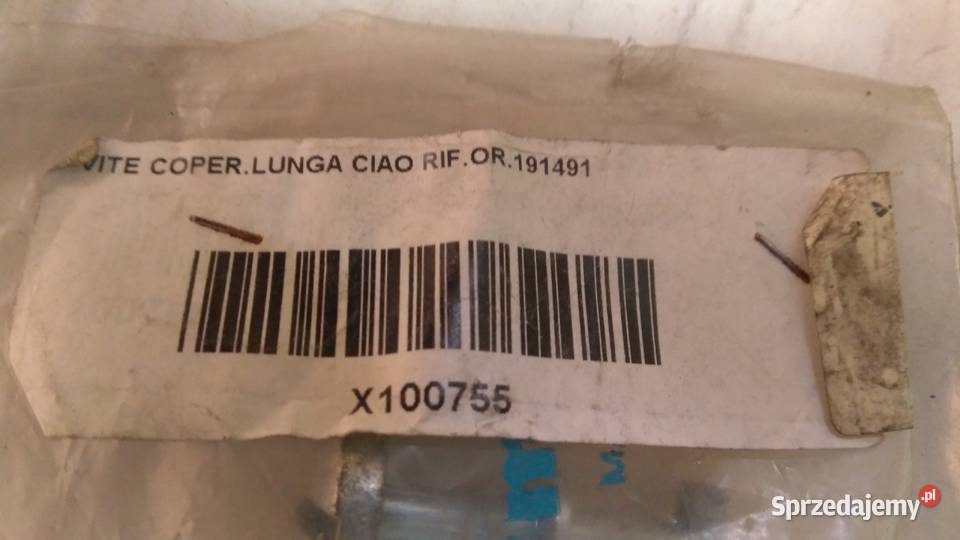 VITE COPER.LUNGA CIAO RIF.OR.191491
X100755
Sprzedajemy.pl